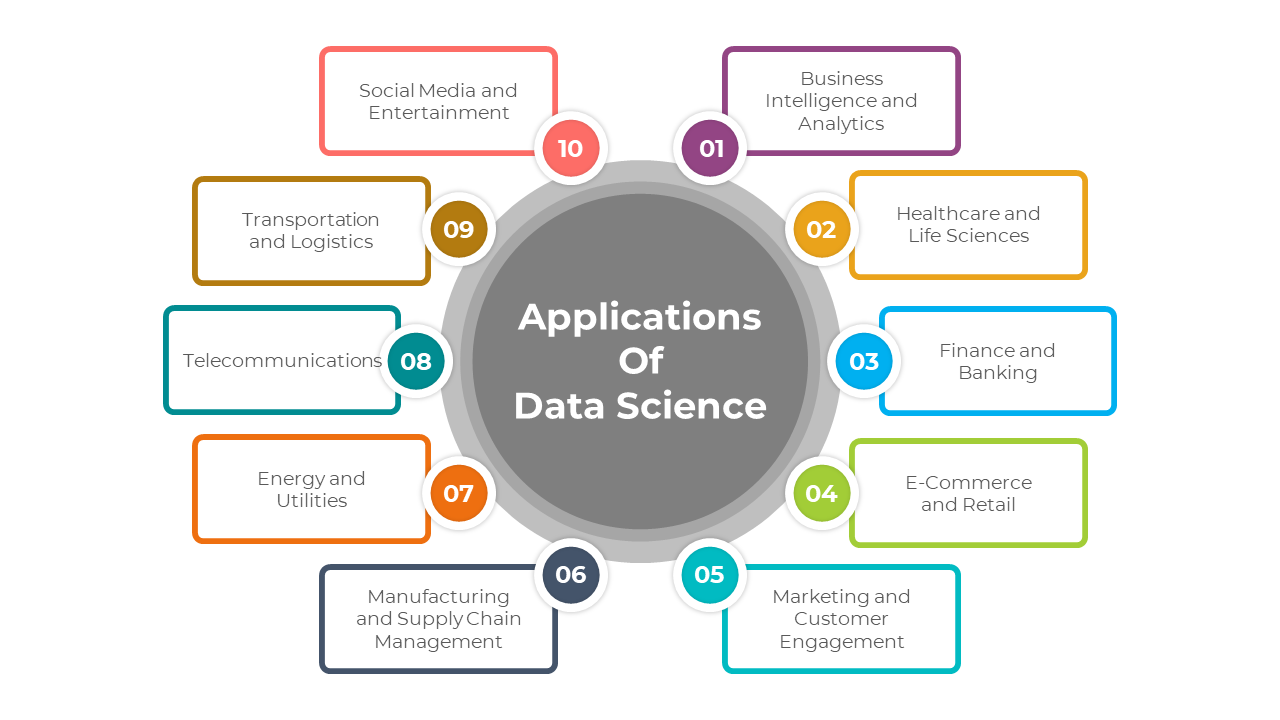 Applications
Of
Data Science
01
Business
Intelligence and
Analytics
02
Healthcare and
Life Sciences
03
Finance and
Banking
04
E-Commerce
and Retail
05
Marketing and
Customer
Engagement
06
Manufacturing
and Supply Chain
Management
07
Energy and
Utilities
08
Telecommunications
09
Transportation
and Logistics
10
Social Media and
Entertainment